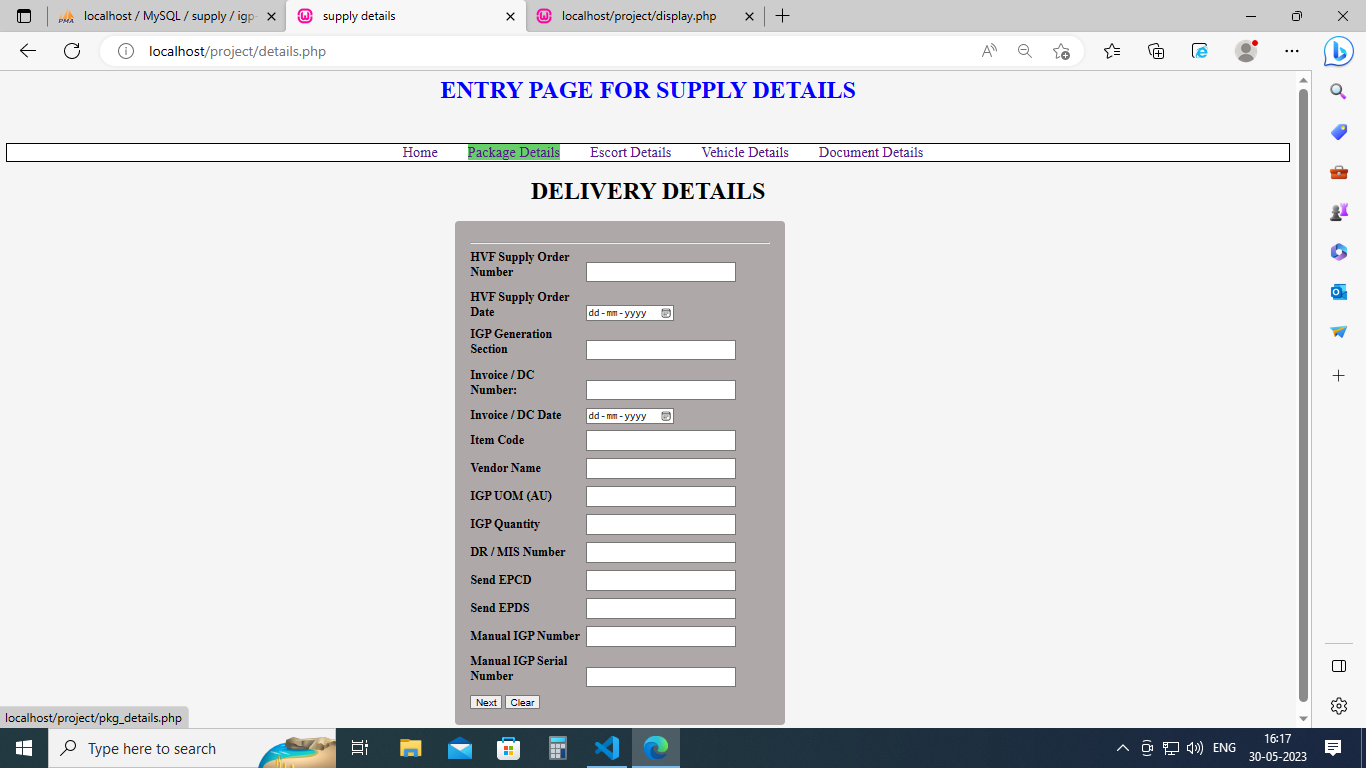 localhost / MySQL / supply / igp-
supply details
localhost/project/display.php
localhost/project/details.php
ENTRY PAGE FOR SUPPLY DETAILS
Home Package Details Escort Details Vehicle Details Document Details
DELIVERY DETAILS
HVF Supply Order
Number
HVF Supply Order
Date
dd-mm-yyyy
IGP Generation
Section
Invoice / DC
Number:
Invoice / DC Date dd-mm-yyyy
Item Code
Vendor Name
IGP UOM (AU)
IGP Quantity
DR / MIS Number
Send EPCD
Send EPDS
Manual IGP Number
Manual IGP Serial
Number
Next Clear
localhost/project/pkg_details.php
Type here to search
ENG
16:17
30-05-2023